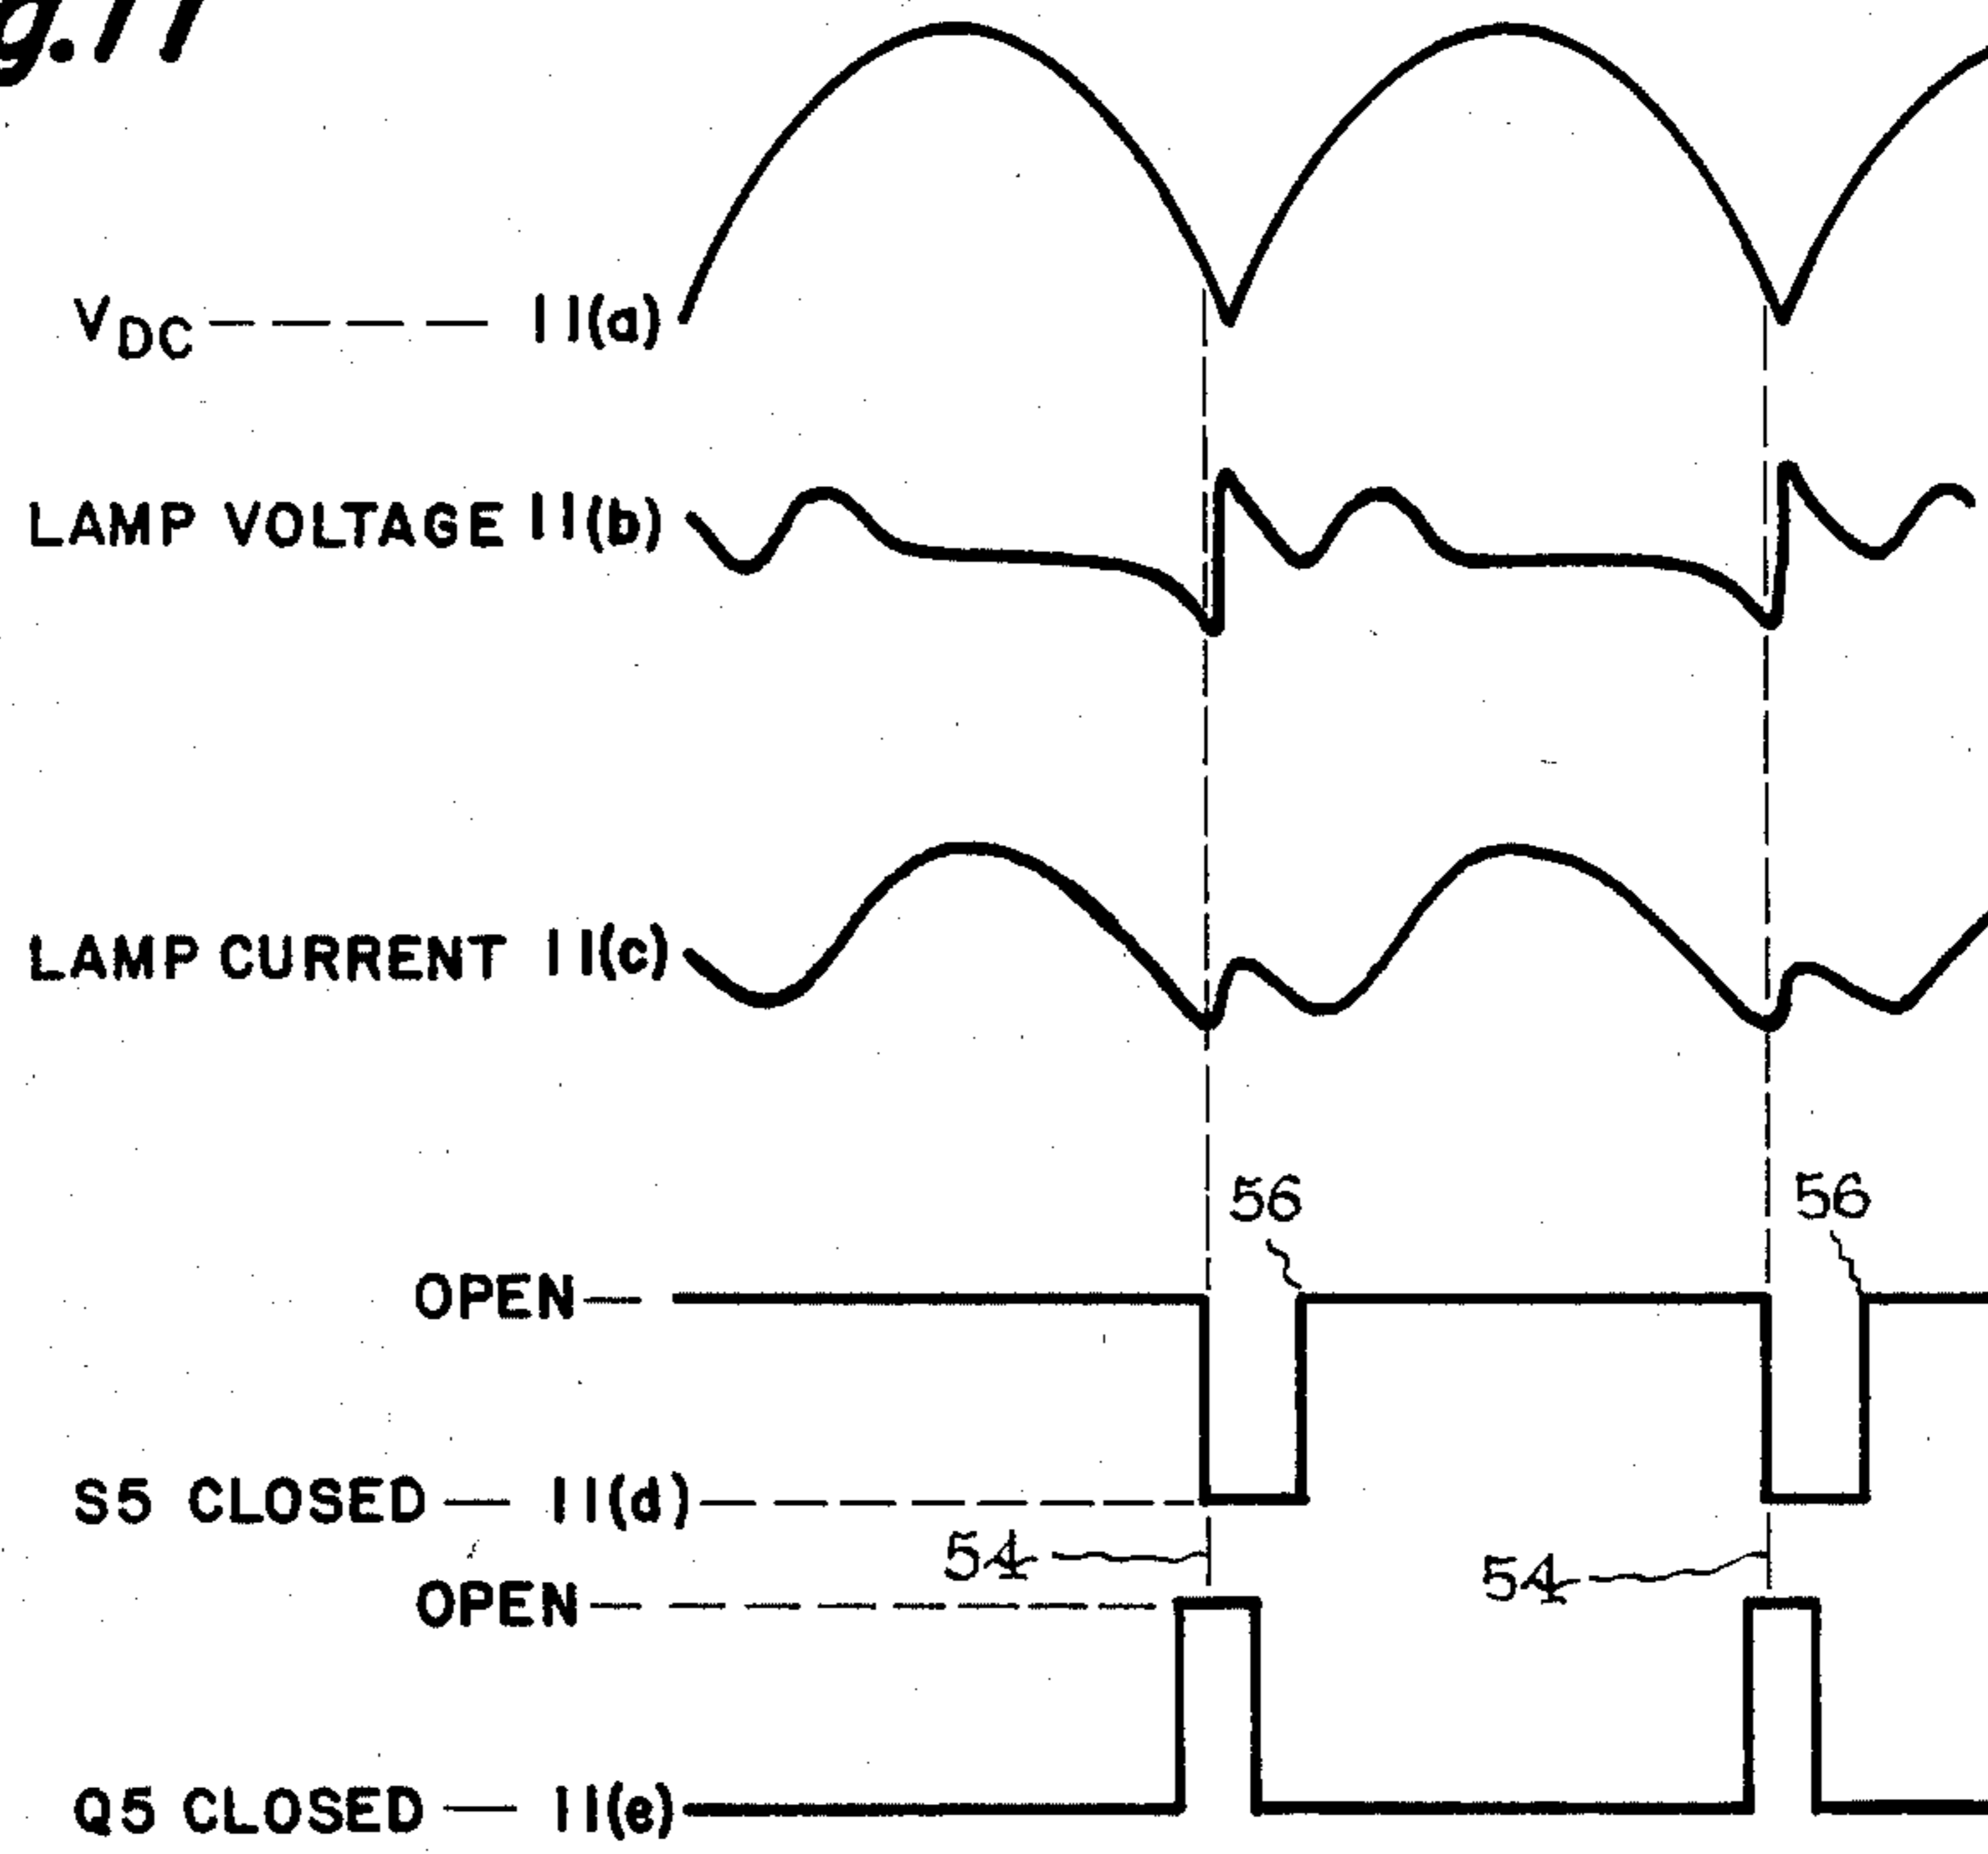 g.11
VDC 11(a)
LAMP VOLTAGE 11(b)
LAMP CURRENT 11(c)
56 56
OPEN
S5 CLOSED 11(d)
54 54
OPEN
Q5 CLOSED 11(e)